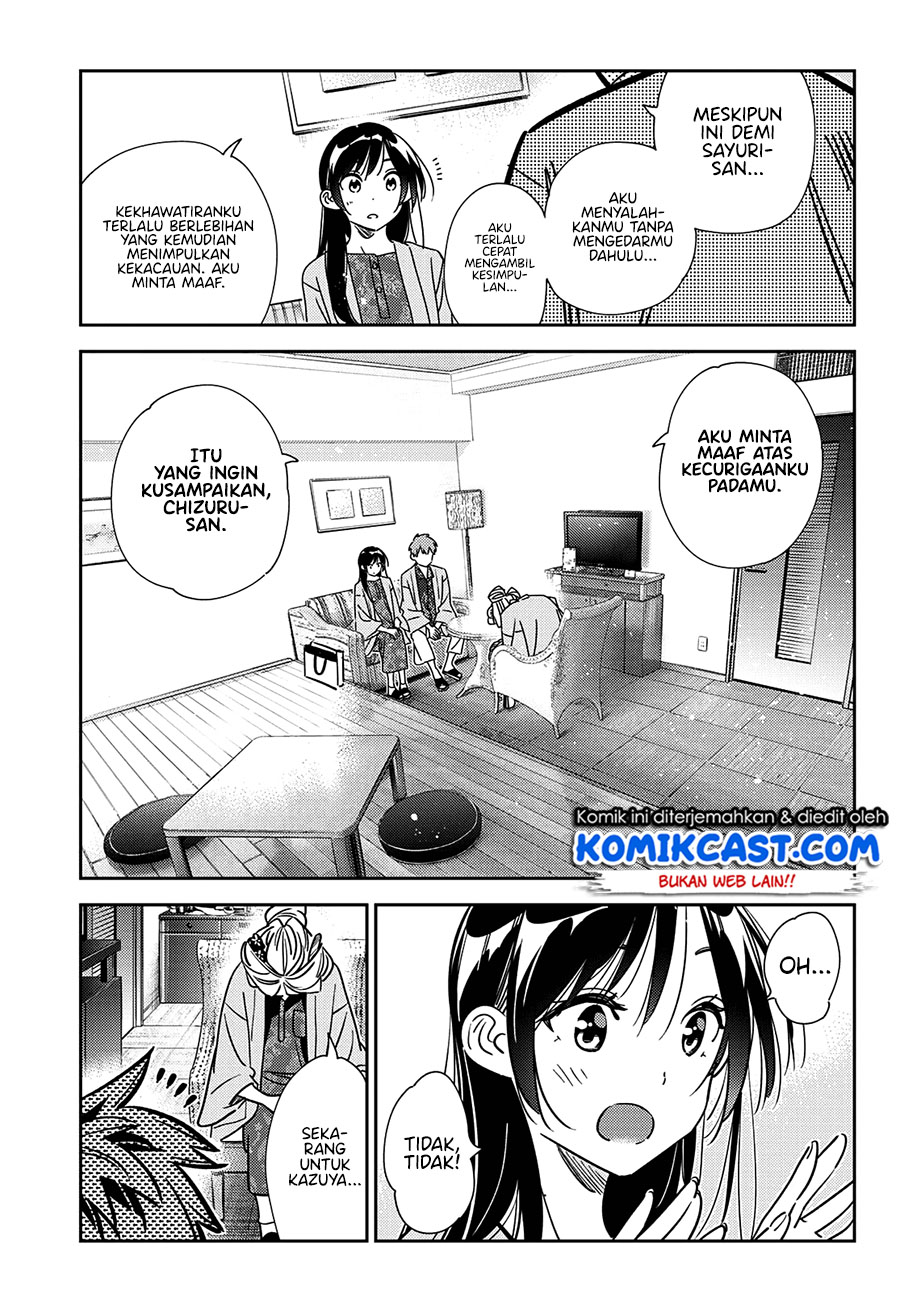 MESKIPUN
INI DEMI
SAYURI-
SAN...
AKU
MENYALAH-
KANMU TANPA
MENGEDARMU
DAHULU...
AKU
TERLALU
CEPAT
MENGAMBIL
KESIMPU-
LAN...
KEKHAWATIRANKU
TERLALU BERLEBIHAN
YANG KEMUDIAN
MENIMPULKAN
KEKACAUAN. AKU
MINTA MAAF.
AKU MINTA
MAAF ATAS
KECURIGAANKU
PADAMU.
ITU
YANG INGIN
KUSAMPAIKAN,
CHIZURU-
SAN.
Komik ini diterjemahkan & diedit oleh
KOMIKCAST.COM
BUKAN WEB LAIN!!
OH...
TIDAK,
TIDAK!
SEKA-
RANG
UNTUK
KAZUYA...